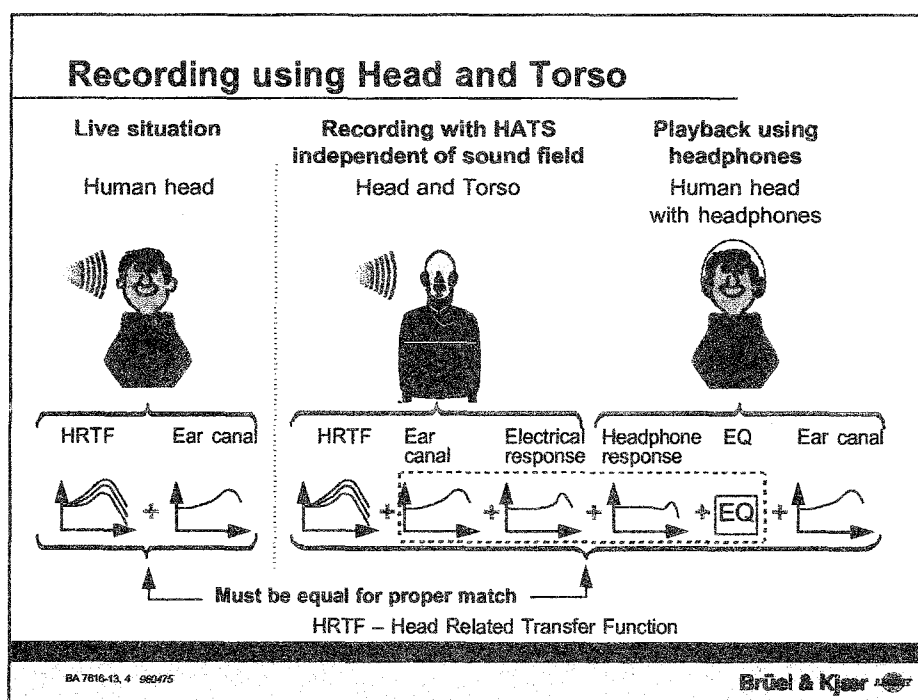 Recording using Head and Torso
Live situation
Human head
Recording with HATS
independent of sound field
Head and Torso
Playback using
headphones
Human head
with headphones
HRTF
Ear canal
HRTF
Ear
canal
Electrical
response
Headphone
response
EQ
Ear canal
+
+
+
+
+
EQ
+
Must be equal for proper match
HRTF – Head Related Transfer Function
BA 7616-13, 4 960475
Brüel & Kjær